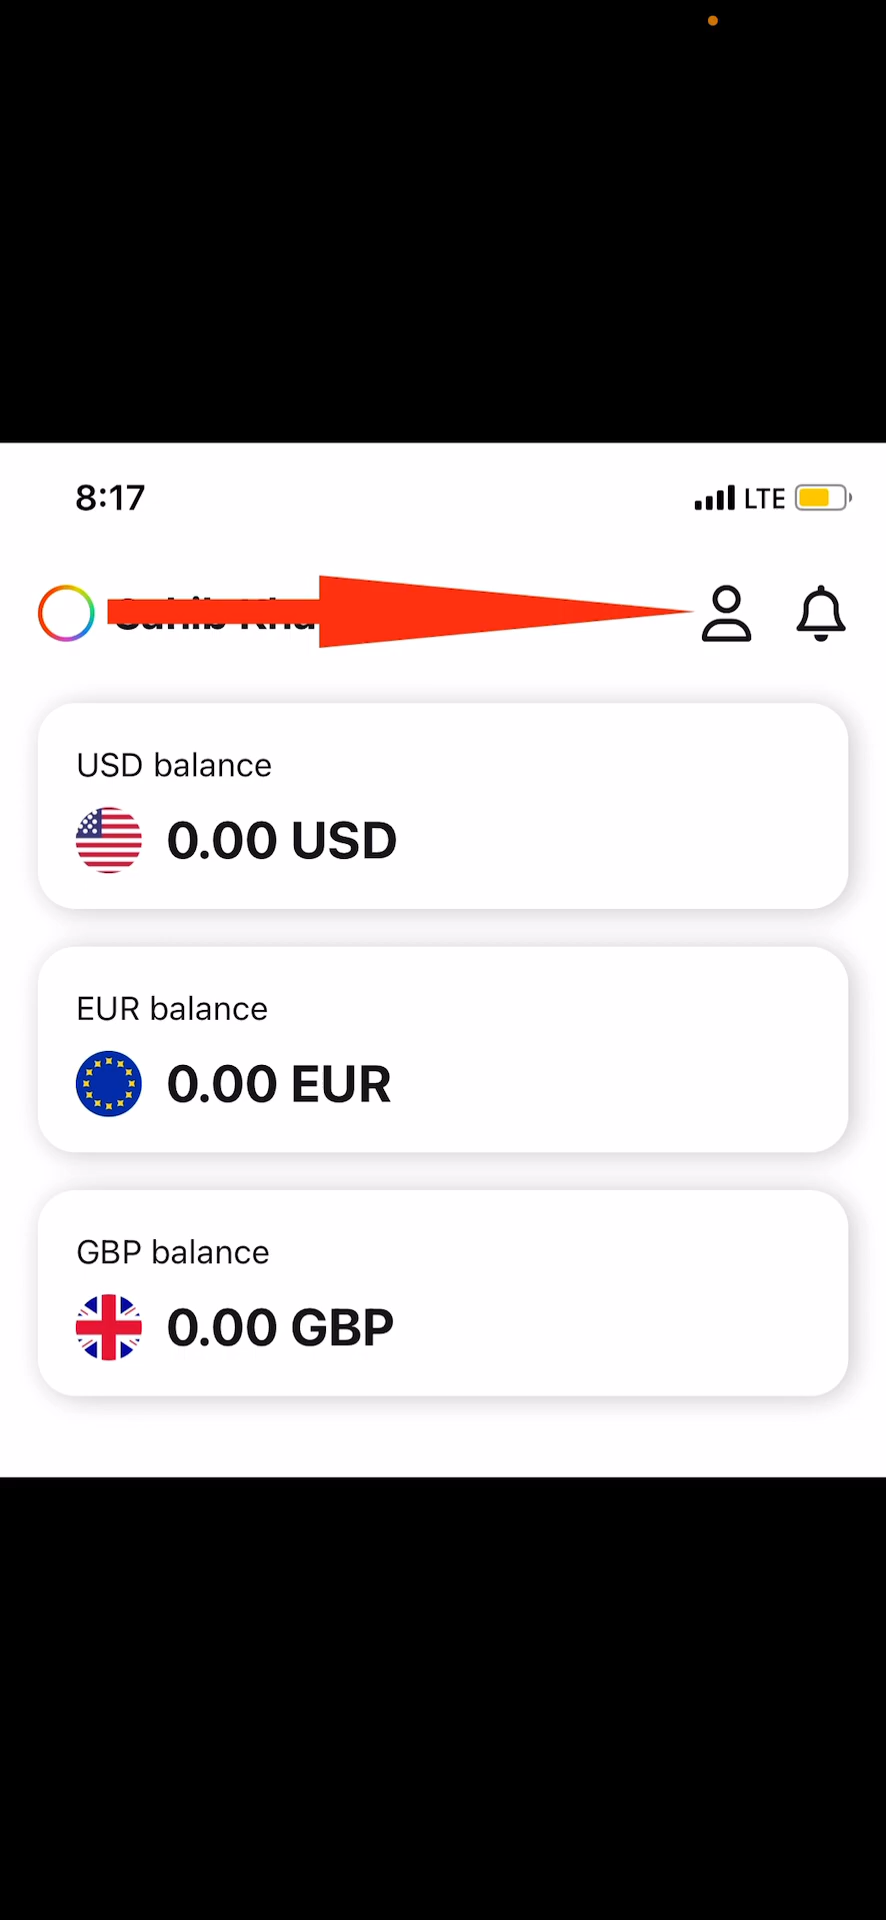 8:17 LTE
USD balance
0.00 USD
EUR balance
0.00 EUR
GBP balance
0.00 GBP